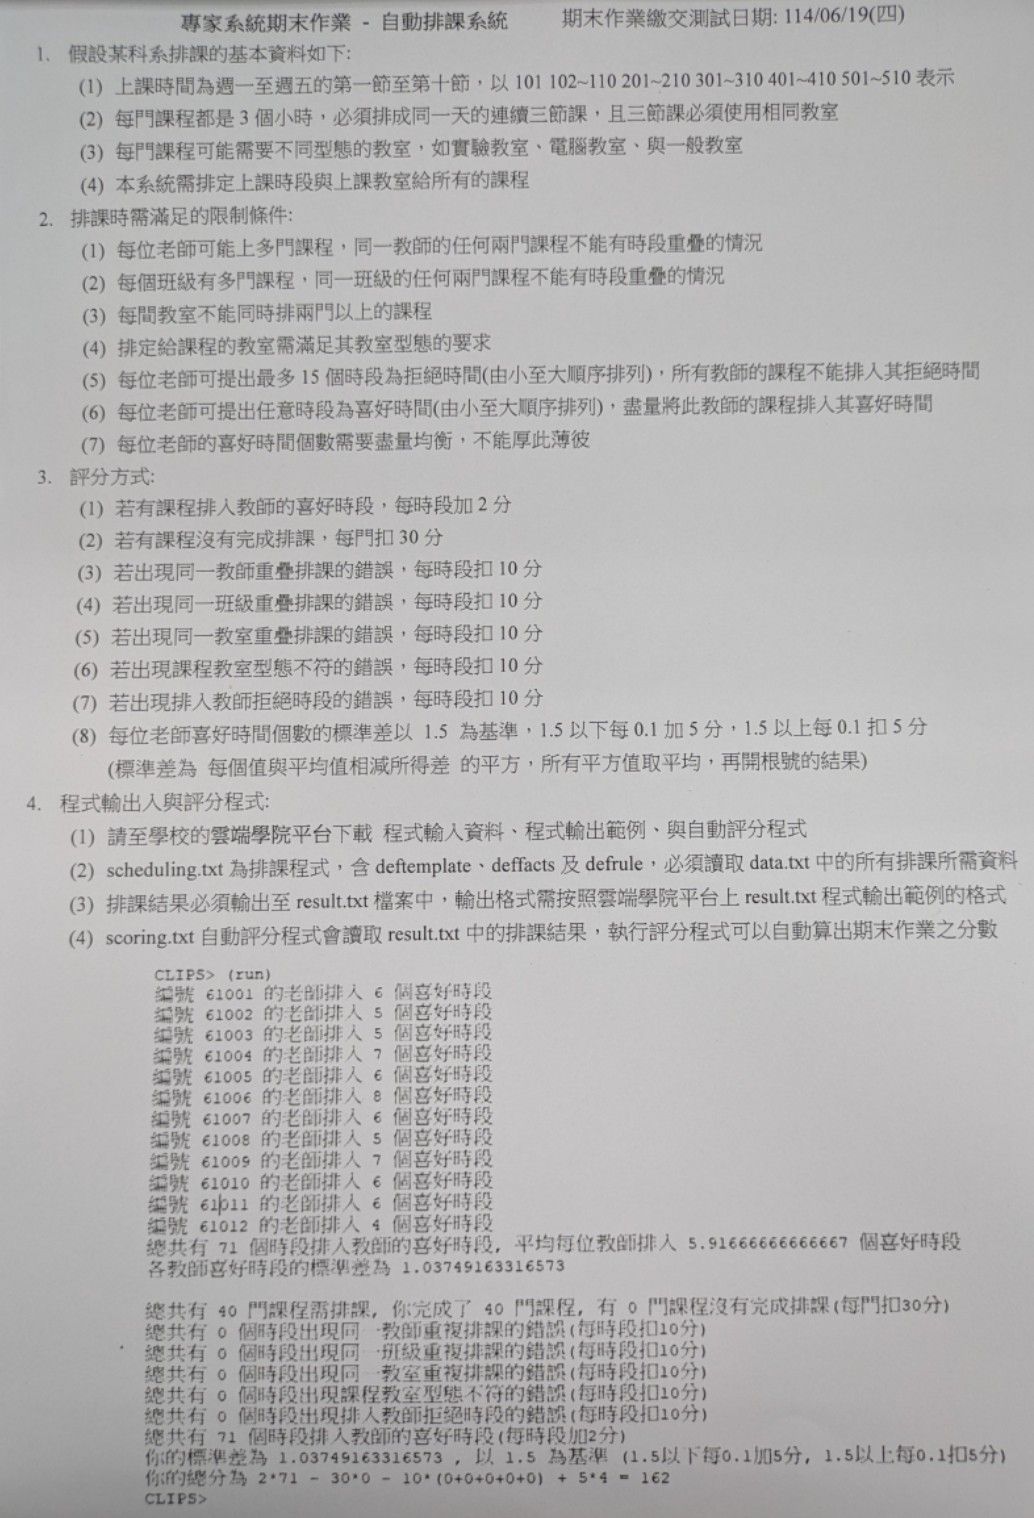 專家系統期末作業 - 自動排課系統 期末作業繳交測試日期: 114/06/19(四)
1. 假設某科系排課的基本資料如下:
(1) 上課時間為週一至週五的第一節至第十節，以 101 102~110 201~210 301~310 401~410 501~510 表示
(2) 每門課程都是 3 個小時，必須排成同一天的連續三節課，且三節課必須使用相同教室
(3) 每門課程可能需要不同型態的教室，如實驗教室、電腦教室、與一般教室
(4) 本系統需排定上課時段與上課教室給所有的課程
2. 排課時需滿足的限制條件:
(1) 每位老師可能上多門課程，同一教師的任何兩門課程不能有時段重疊的情況
(2) 每個班級有多門課程，同一班級的任何兩門課程不能有時段重疊的情況
(3) 每間教室不能同時排兩門以上的課程
(4) 排定給課程的教室需滿足其教室型態的要求
(5) 每位老師可提出最多 15 個時段為拒絕時間(由小至大順序排列)，所有教師的課程不能排入其拒絕時間
(6) 每位老師可提出任意時段為喜好時間(由小至大順序排列)，盡量將此教師的課程排入其喜好時間
(7) 每位老師的喜好時間個數需要盡量均衡，不能厚此薄彼
3. 評分方式:
(1) 若有課程排入教師的喜好時段，每時段加 2 分
(2) 若有課程沒有完成排課，每門扣 30 分
(3) 若出現同一教師重疊排課的錯誤，每時段扣 10 分
(4) 若出現同一班級重疊排課的錯誤，每時段扣 10 分
(5) 若出現同一教室重疊排課的錯誤，每時段扣 10 分
(6) 若出現課程教室型態不符的錯誤，每時段扣 10 分
(7) 若出現排入教師拒絕時段的錯誤，每時段扣 10 分
(8) 每位老師喜好時間個數的標準差以 1.5 為基準，1.5 以下每 0.1 加 5 分，1.5 以上每 0.1 扣 5 分
(標準差為 每個值與平均值相減所得差 的平方，所有平方值取平均，再開根號的結果)
4. 程式輸出入與評分程式:
(1) 請至學校的雲端學院平台下載 程式輸入資料、程式輸出範例、與自動評分程式
(2) scheduling.txt 為排課程式，含 deftemplate、deffacts 及 defrule，必須讀取 data.txt 中的所有排課所需資料
(3) 排課結果必須輸出至 result.txt 檔案中，輸出格式需按照雲端學院平台上 result.txt 程式輸出範例的格式
(4) scoring.txt 自動評分程式會讀取 result.txt 中的排課結果，執行評分程式可以自動算出期末作業之分數
CLIPS> (run)
編號 61001 的老師排入 6 個喜好時段
編號 61002 的老師排入 5 個喜好時段
編號 61003 的老師排入 5 個喜好時段
編號 61004 的老師排入 7 個喜好時段
編號 61005 的老師排入 6 個喜好時段
編號 61006 的老師排入 8 個喜好時段
編號 61007 的老師排入 6 個喜好時段
編號 61008 的老師排入 5 個喜好時段
編號 61009 的老師排入 7 個喜好時段
編號 61010 的老師排入 6 個喜好時段
編號 61011 的老師排入 6 個喜好時段
編號 61012 的老師排入 4 個喜好時段
總共有 71 個時段排入教師的喜好時段, 平均每位教師排入 5.91666666666667 個喜好時段
各教師喜好時段的標準差為 1.03749163316573
總共有 40 門課程需排課, 你完成了 40 門課程, 有 0 門課程沒有完成排課(每門扣30分)
總共有 0 個時段出現同一教師重複排課的錯誤(每時段扣10分)
總共有 0 個時段出現同一班級重複排課的錯誤(每時段扣10分)
總共有 0 個時段出現同一教室重複排課的錯誤(每時段扣10分)
總共有 0 個時段出現課程教室型態不符的錯誤(每時段扣10分)
總共有 0 個時段出現排入教師拒絕時段的錯誤(每時段扣10分)
總共有 71 個時段排入教師的喜好時段(每時段加2分)
你的標準差為 1.03749163316573 , 以 1.5 為基準 (1.5以下每0.1加5分, 1.5以上每0.1扣5分)
你的總分為 2*71 - 30*0 - 10*(0+0+0+0+0) + 5*4 = 162
CLIPS>